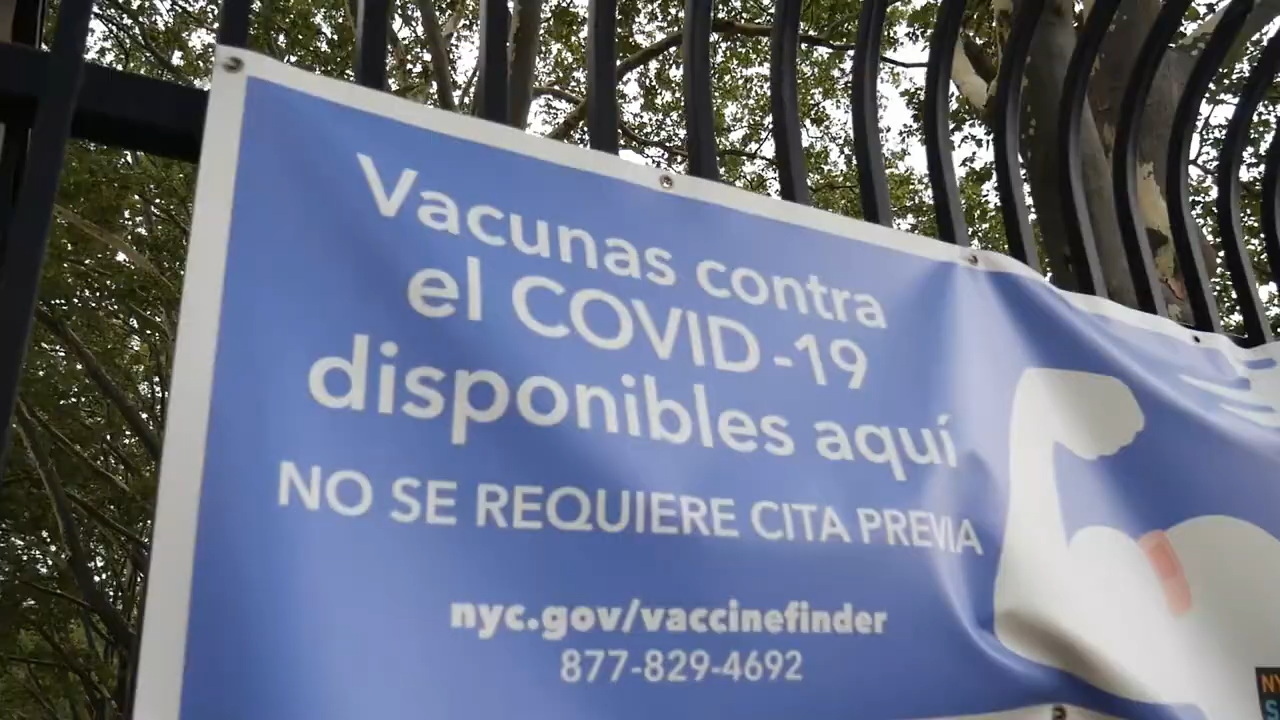 Vacunas contra
el COVID-19
disponibles aquí
NO SE REQUIERE CITA PREVIA
nyc.gov/vaccinefinder
877-829-4692